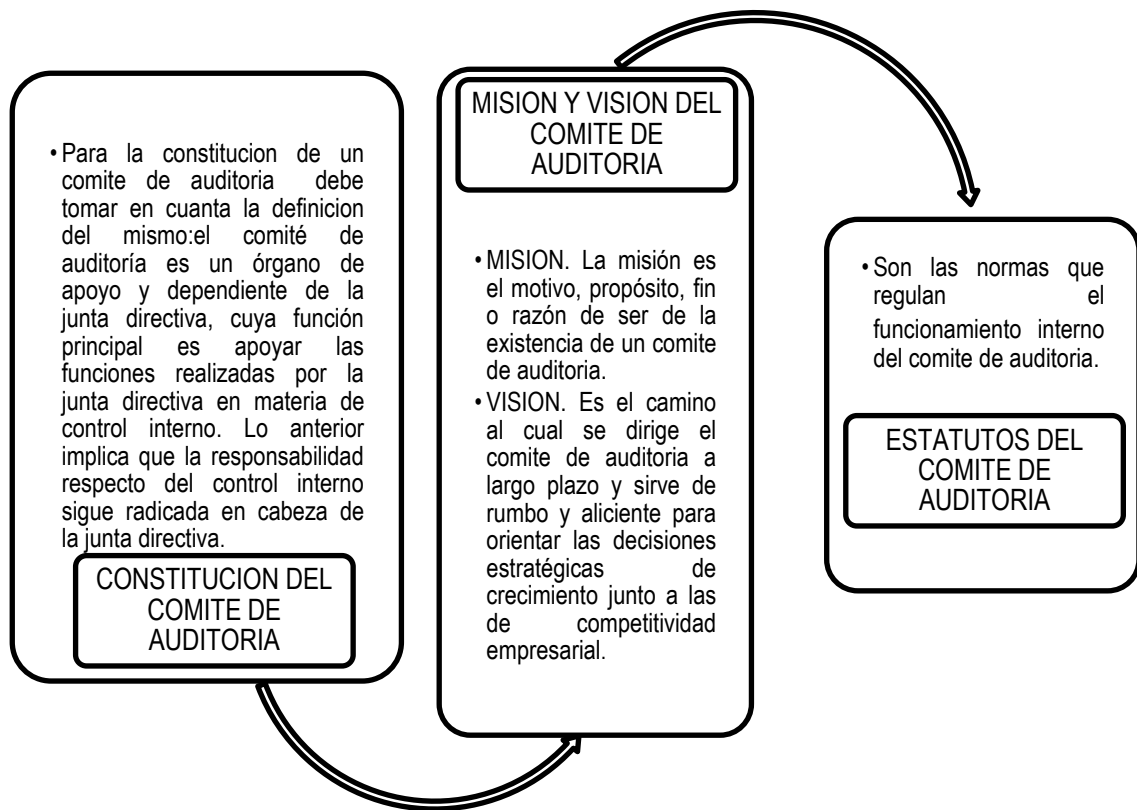 • Para la constitucion de un
comite de auditoria debe
tomar en cuanta la definicion
del mismo:el comité de
auditoría es un órgano de
apoyo y dependiente de la
junta directiva, cuya función
principal es apoyar las
funciones realizadas por la
junta directiva en materia de
control interno. Lo anterior
implica que la responsabilidad
respecto del control interno
sigue radicada en cabeza de
la junta directiva.
CONSTITUCION DEL
COMITE DE
AUDITORIA
MISION Y VISION DEL
COMITE DE
AUDITORIA
• MISION. La misión es
el motivo, propósito, fin
o razón de ser de la
existencia de un comite
de auditoria.
• VISION. Es el camino
al cual se dirige el
comite de auditoria a
largo plazo y sirve de
rumbo y aliciente para
orientar las decisiones
estratégicas de
crecimiento junto a las
de competitividad
empresarial.
• Son las normas que
regulan el
funcionamiento interno
del comite de auditoria.
ESTATUTOS DEL
COMITE DE
AUDITORIA